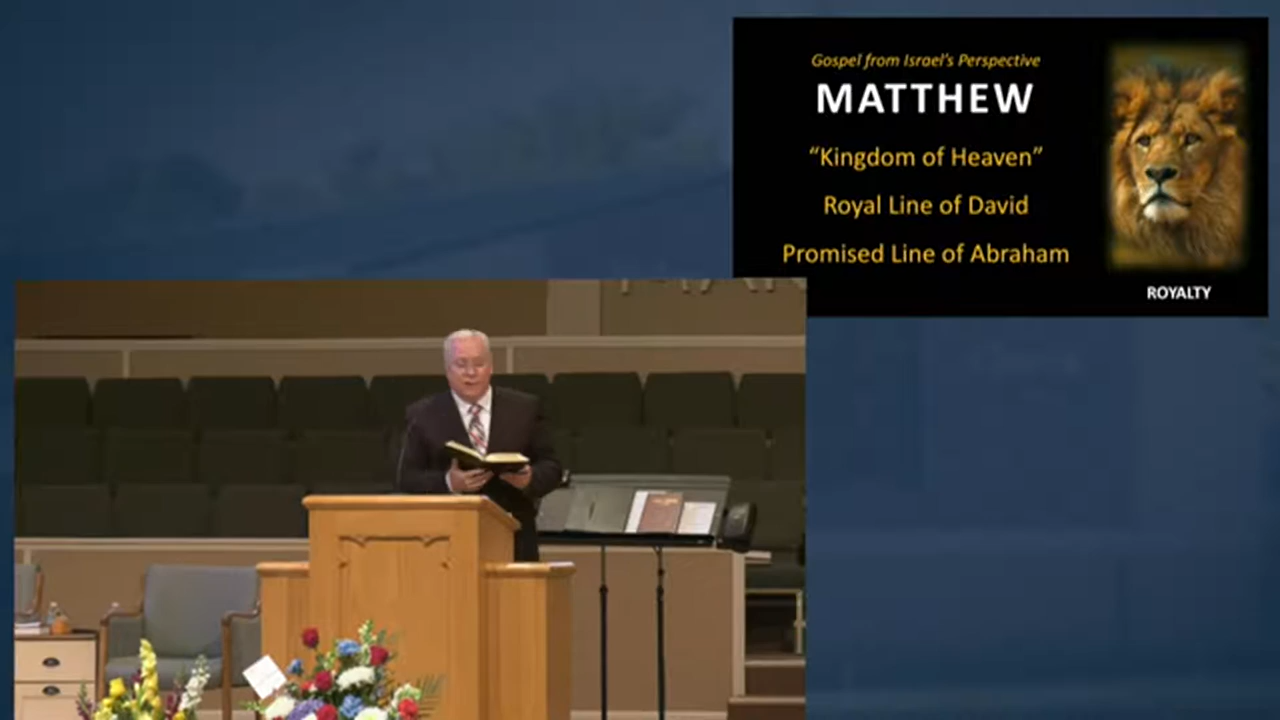 Gospel from Israel's Perspective
MATTHEW
“Kingdom of Heaven”
Royal Line of David
Promised Line of Abraham
ROYALTY